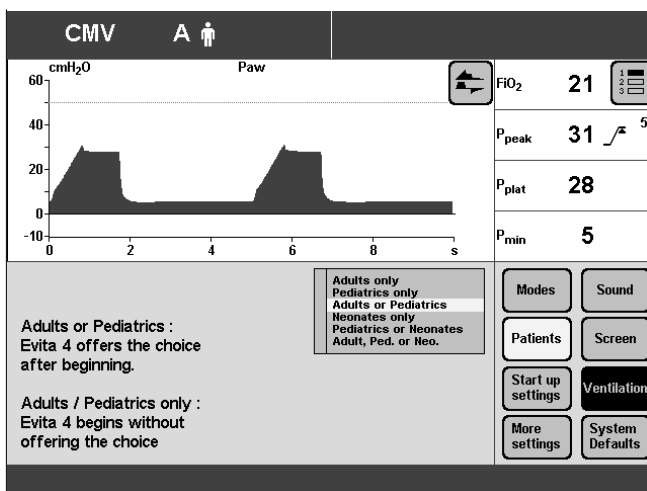 CMV A
cmH2O Paw
60
40
20
0
-10
0 2 4 6 8 s
FiO2 21
1
2
3
Ppeak 31 5
Pplat 28
Pmin 5
Adults only
Pediatrics only
Adults or Pediatrics
Neonates only
Pediatrics or Neonates
Adult, Ped. or Neo.
Adults or Pediatrics :
Evita 4 offers the choice
after beginning.
Adults / Pediatrics only :
Evita 4 begins without
offering the choice
Modes Sound
Patients Screen
Start up
settings
Ventilation
More
settings
System
Defaults